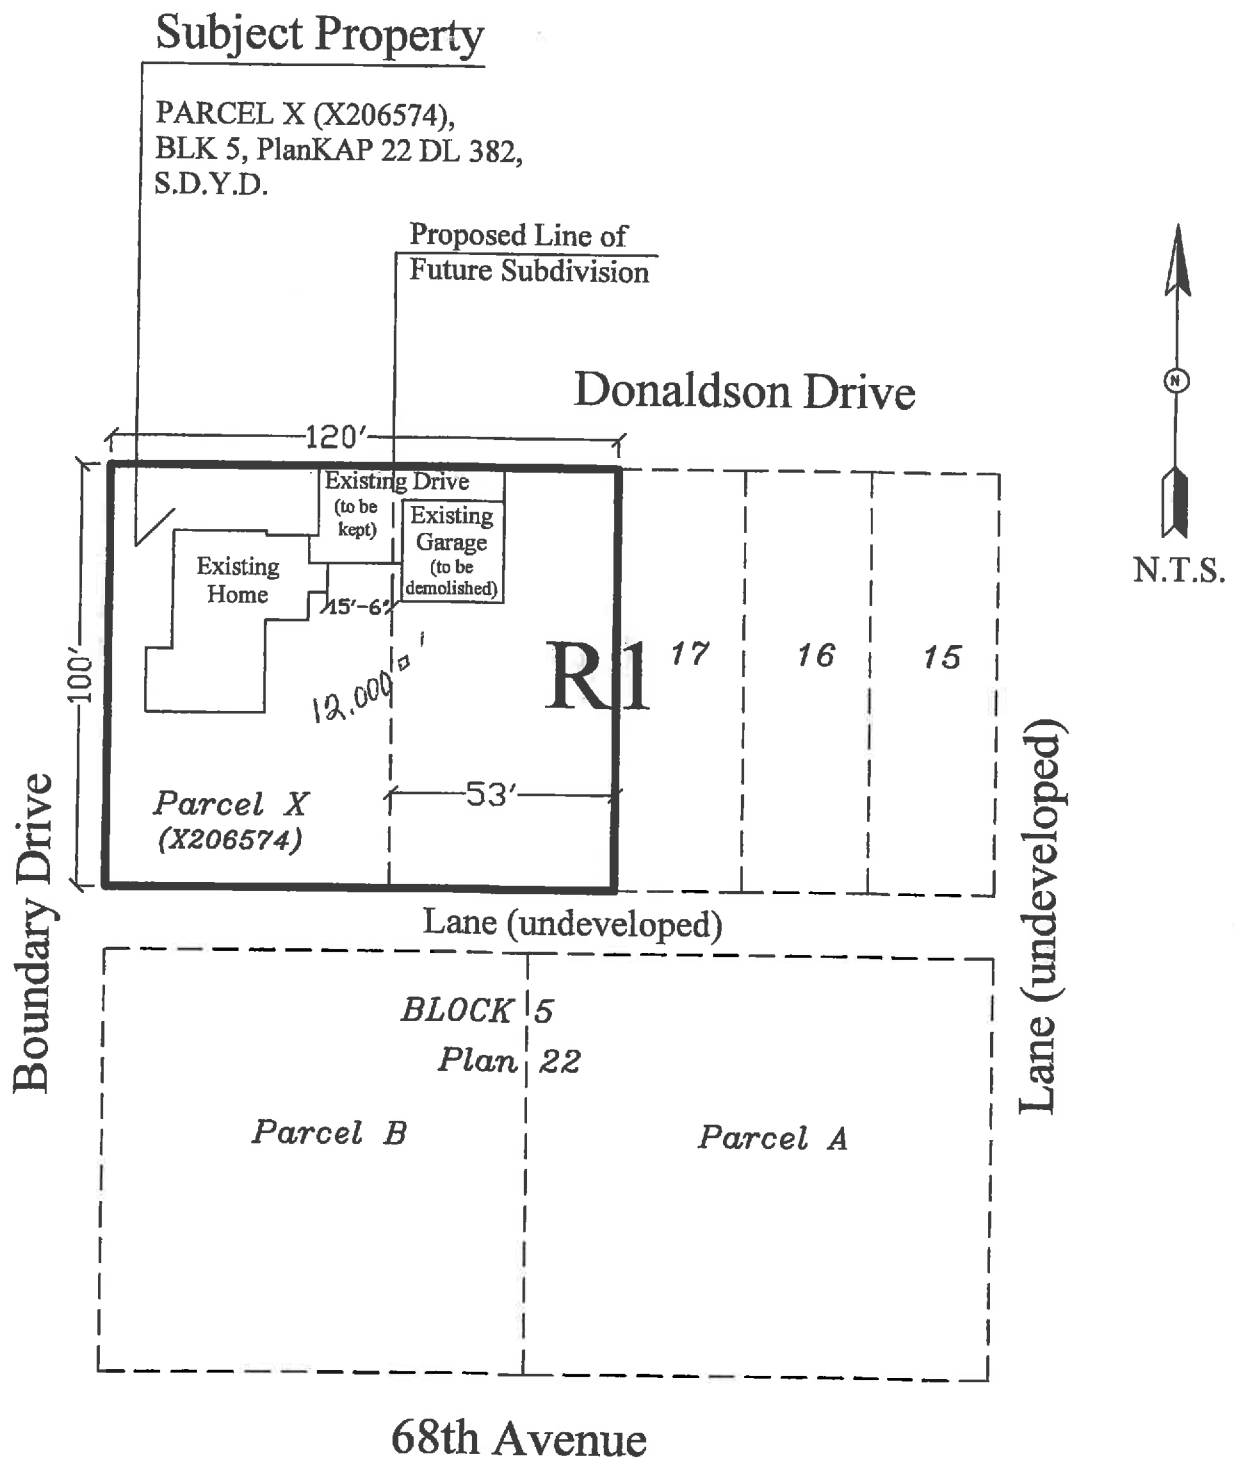 Subject Property
PARCEL X (X206574),
BLK 5, PlanKAP 22 DL 382,
S.D.Y.D.
Proposed Line of
Future Subdivision
Donaldson Drive
120'
N
N.T.S.
Existing Drive
(to be
kept)
Existing
Garage
(to be
demolished)
Existing
Home
15'-6"
100'
12,000
R1
17
16
15
53'
Parcel X
(X206574)
Boundary Drive
Lane (undeveloped)
Lane (undeveloped)
BLOCK 5
Plan 22
Parcel B
Parcel A
68th Avenue